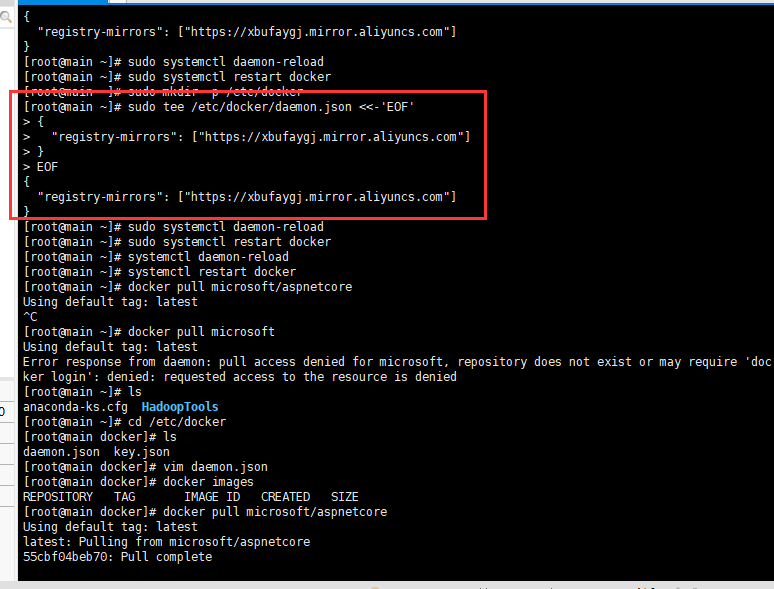 {
  "registry-mirrors": ["https://xbufaygj.mirror.aliyuncs.com"]
}
[root@main ~]# sudo systemctl daemon-reload
[root@main ~]# sudo systemctl restart docker
[root@main ~]# sudo mkdir -p /etc/docker
[root@main ~]# sudo tee /etc/docker/daemon.json <<-'EOF'
> {
>   "registry-mirrors": ["https://xbufaygj.mirror.aliyuncs.com"]
> }
> EOF
{
  "registry-mirrors": ["https://xbufaygj.mirror.aliyuncs.com"]
}
[root@main ~]# sudo systemctl daemon-reload
[root@main ~]# sudo systemctl restart docker
[root@main ~]# systemctl daemon-reload
[root@main ~]# systemctl restart docker
[root@main ~]# docker pull microsoft/aspnetcore
Using default tag: latest
^C
[root@main ~]# docker pull microsoft
Using default tag: latest
Error response from daemon: pull access denied for microsoft, repository does not exist or may require 'doc
ker login': denied: requested access to the resource is denied
[root@main ~]# ls
anaconda-ks.cfg  HadoopTools
[root@main ~]# cd /etc/docker
[root@main docker]# ls
daemon.json  key.json
[root@main docker]# vim daemon.json
[root@main docker]# docker images
REPOSITORY   TAG       IMAGE ID   CREATED   SIZE
[root@main docker]# docker pull microsoft/aspnetcore
Using default tag: latest
latest: Pulling from microsoft/aspnetcore
55cbf04beb70: Pull complete